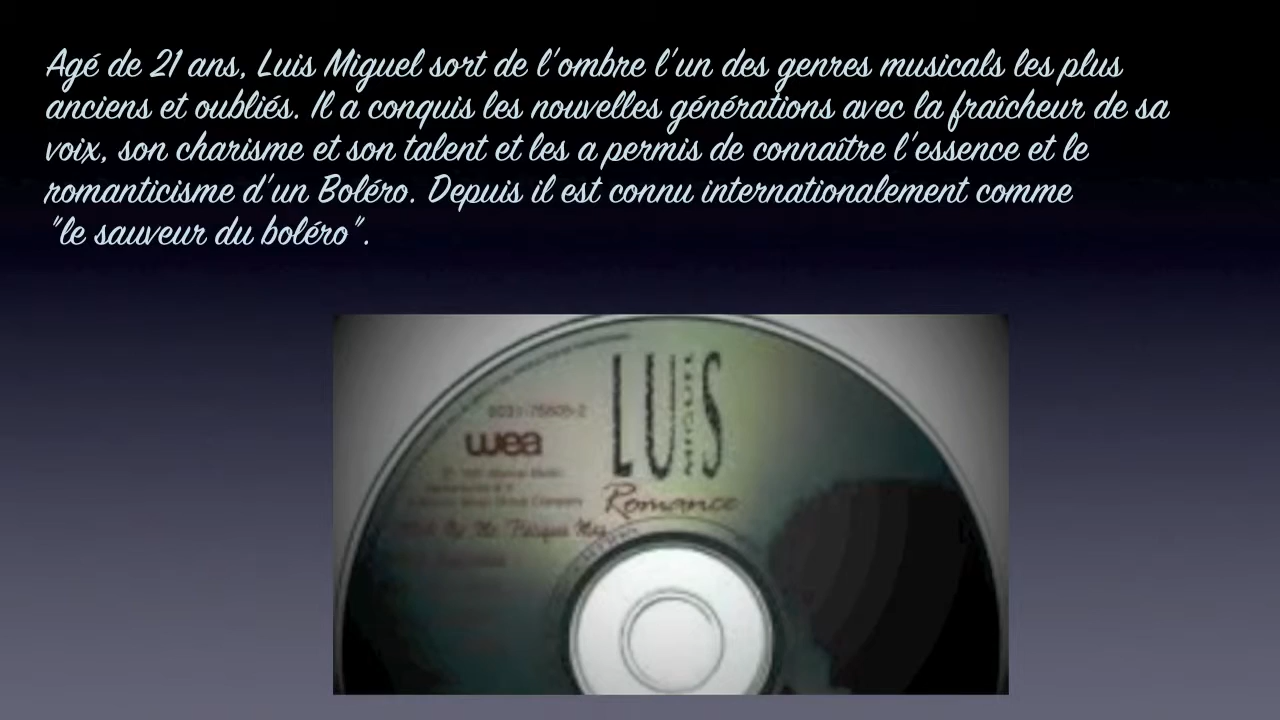 Agé de 21 ans, Luis Miguel sort de l'ombre l'un des genres musicals les plus
anciens et oubliés. Il a conquis les nouvelles générations avec la fraîcheur de sa
voix, son charisme et son talent et les a permis de connaître l'essence et le
romanticisme d'un Boléro. Depuis il est connu internationalement comme
"le sauveur du boléro".
LUIS
MIGUEL
wea
Romance